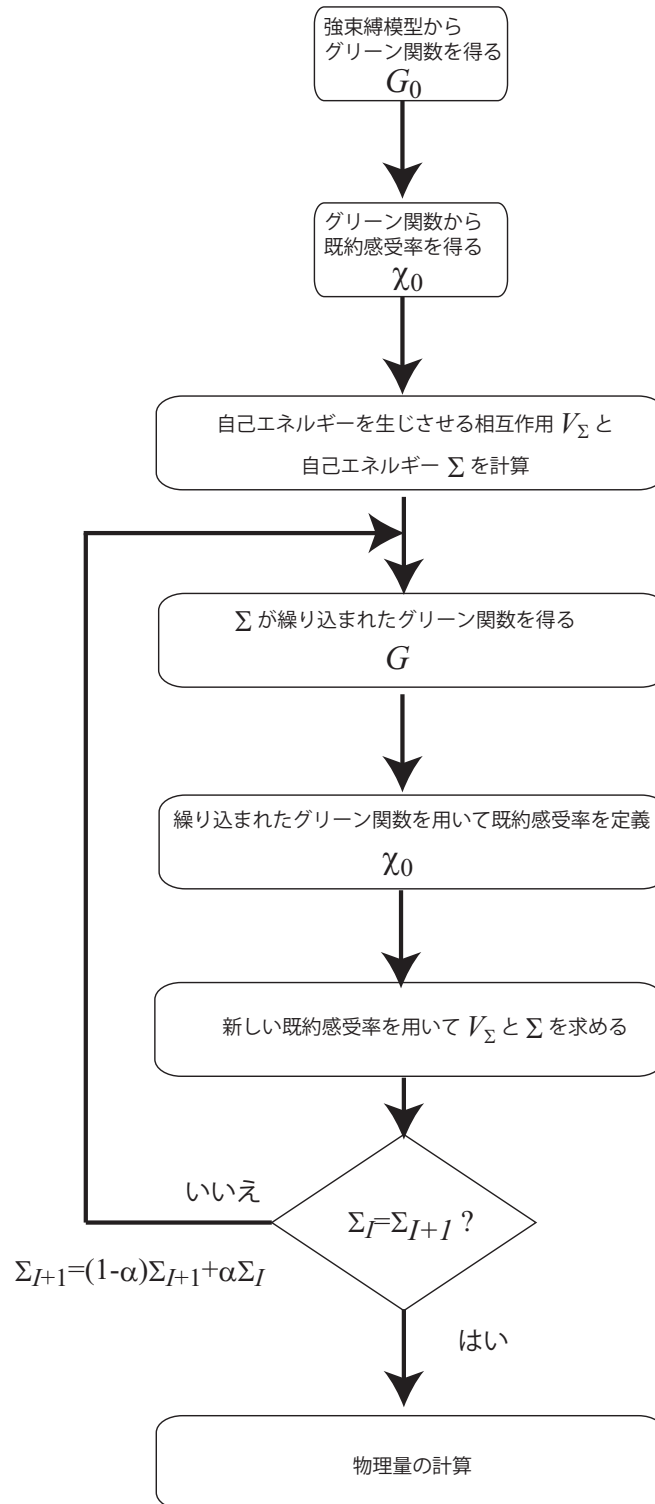 強束縛模型から
グリーン関数を得る
G₀
グリーン関数から
既約感受率を得る
χ₀
自己エネルギーを生じさせる相互作用 V_Σ と
自己エネルギー Σ を計算
Σ が繰り込まれたグリーン関数を得る
G
繰り込まれたグリーン関数を用いて既約感受率を定義
χ₀
新しい既約感受率を用いて V_Σ と Σ を求める
いいえ
Σ_I=Σ_{I+1} ?
Σ_{I+1}=(1-α)Σ_{I+1}+αΣ_I
はい
物理量の計算